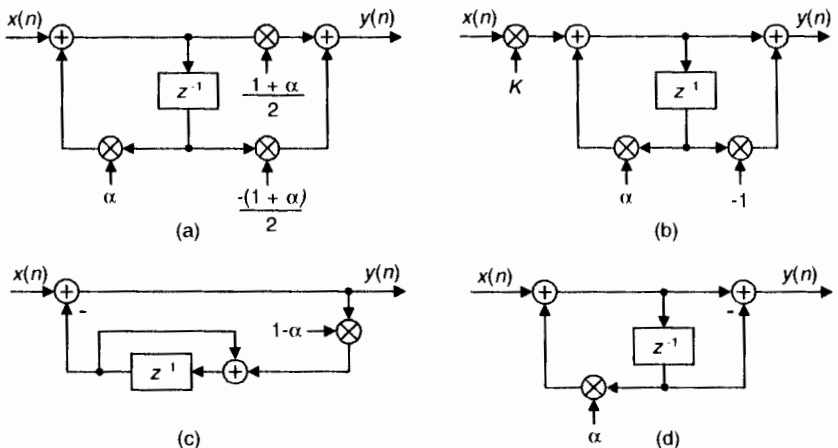 x(n)
y(n)
z⁻¹
1 + α
2
α
-(1 + α)
2
(a)
x(n)
y(n)
K
z⁻¹
α
-1
(b)
x(n)
y(n)
-
1-α
z⁻¹
(c)
x(n)
y(n)
-
z⁻¹
α
(d)